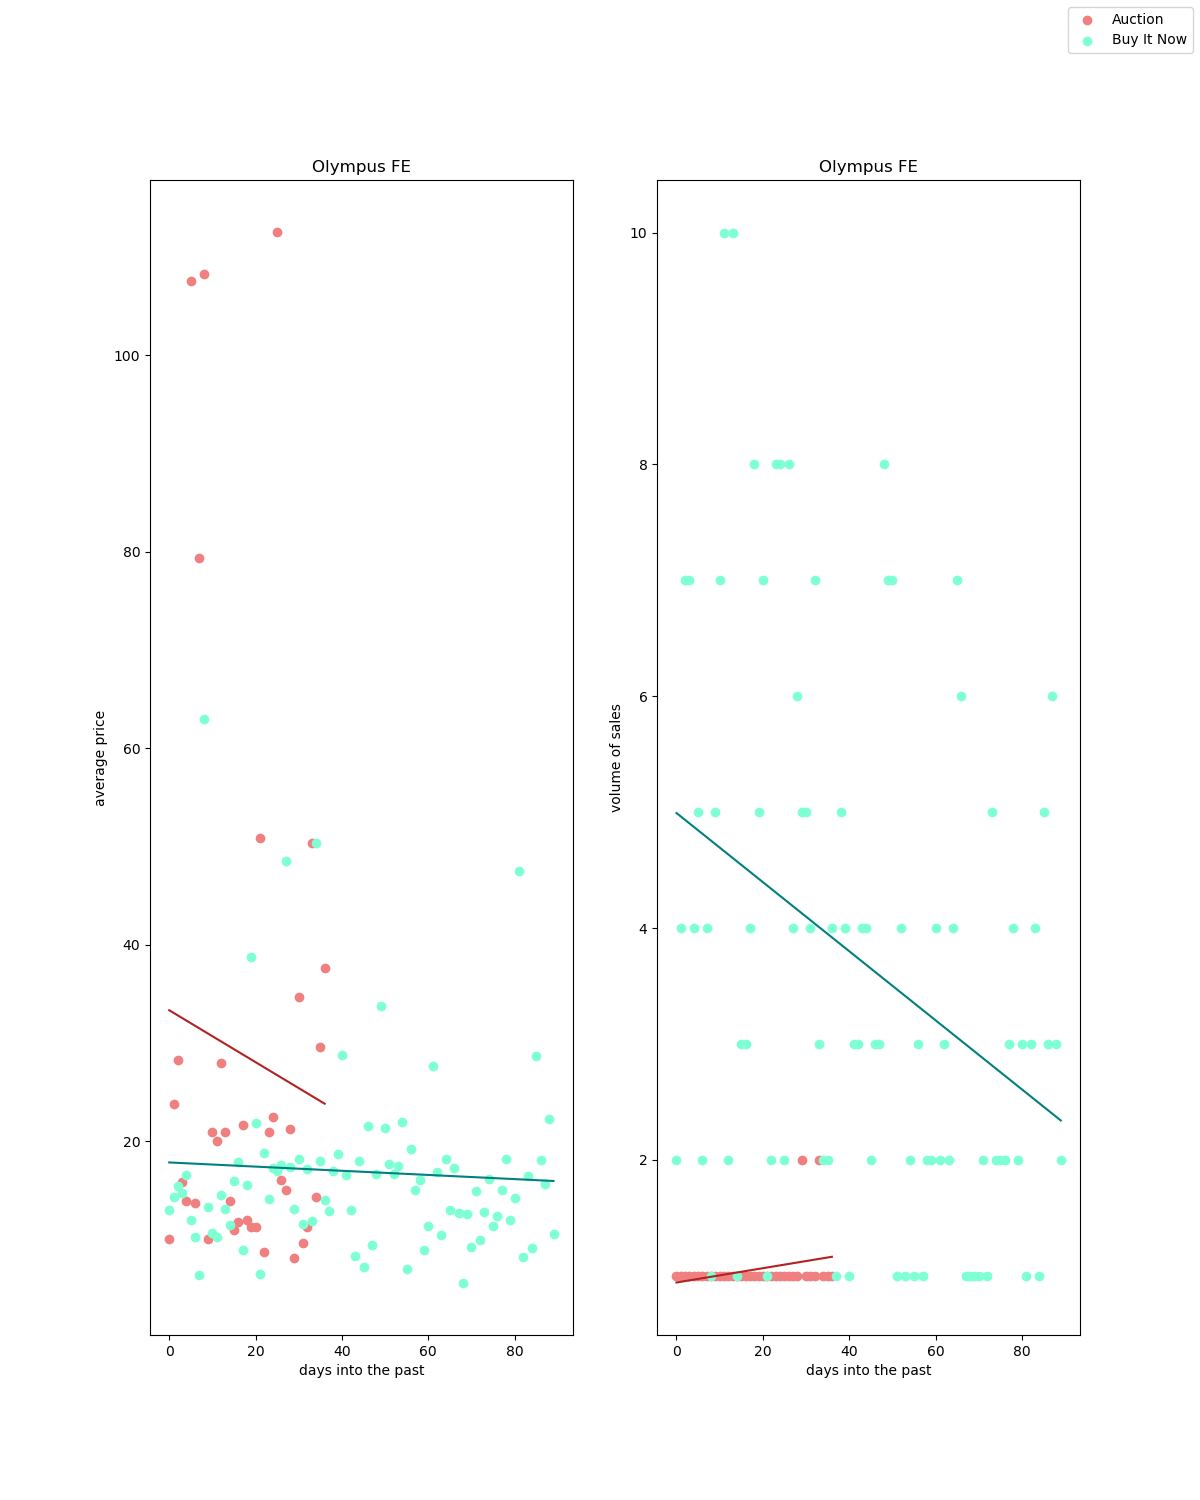 Auction
Buy It Now
Olympus FE
Olympus FE
100
80
60
40
20
average price
0 20 40 60 80
days into the past
10
8
6
4
2
volume of sales
0 20 40 60 80
days into the past